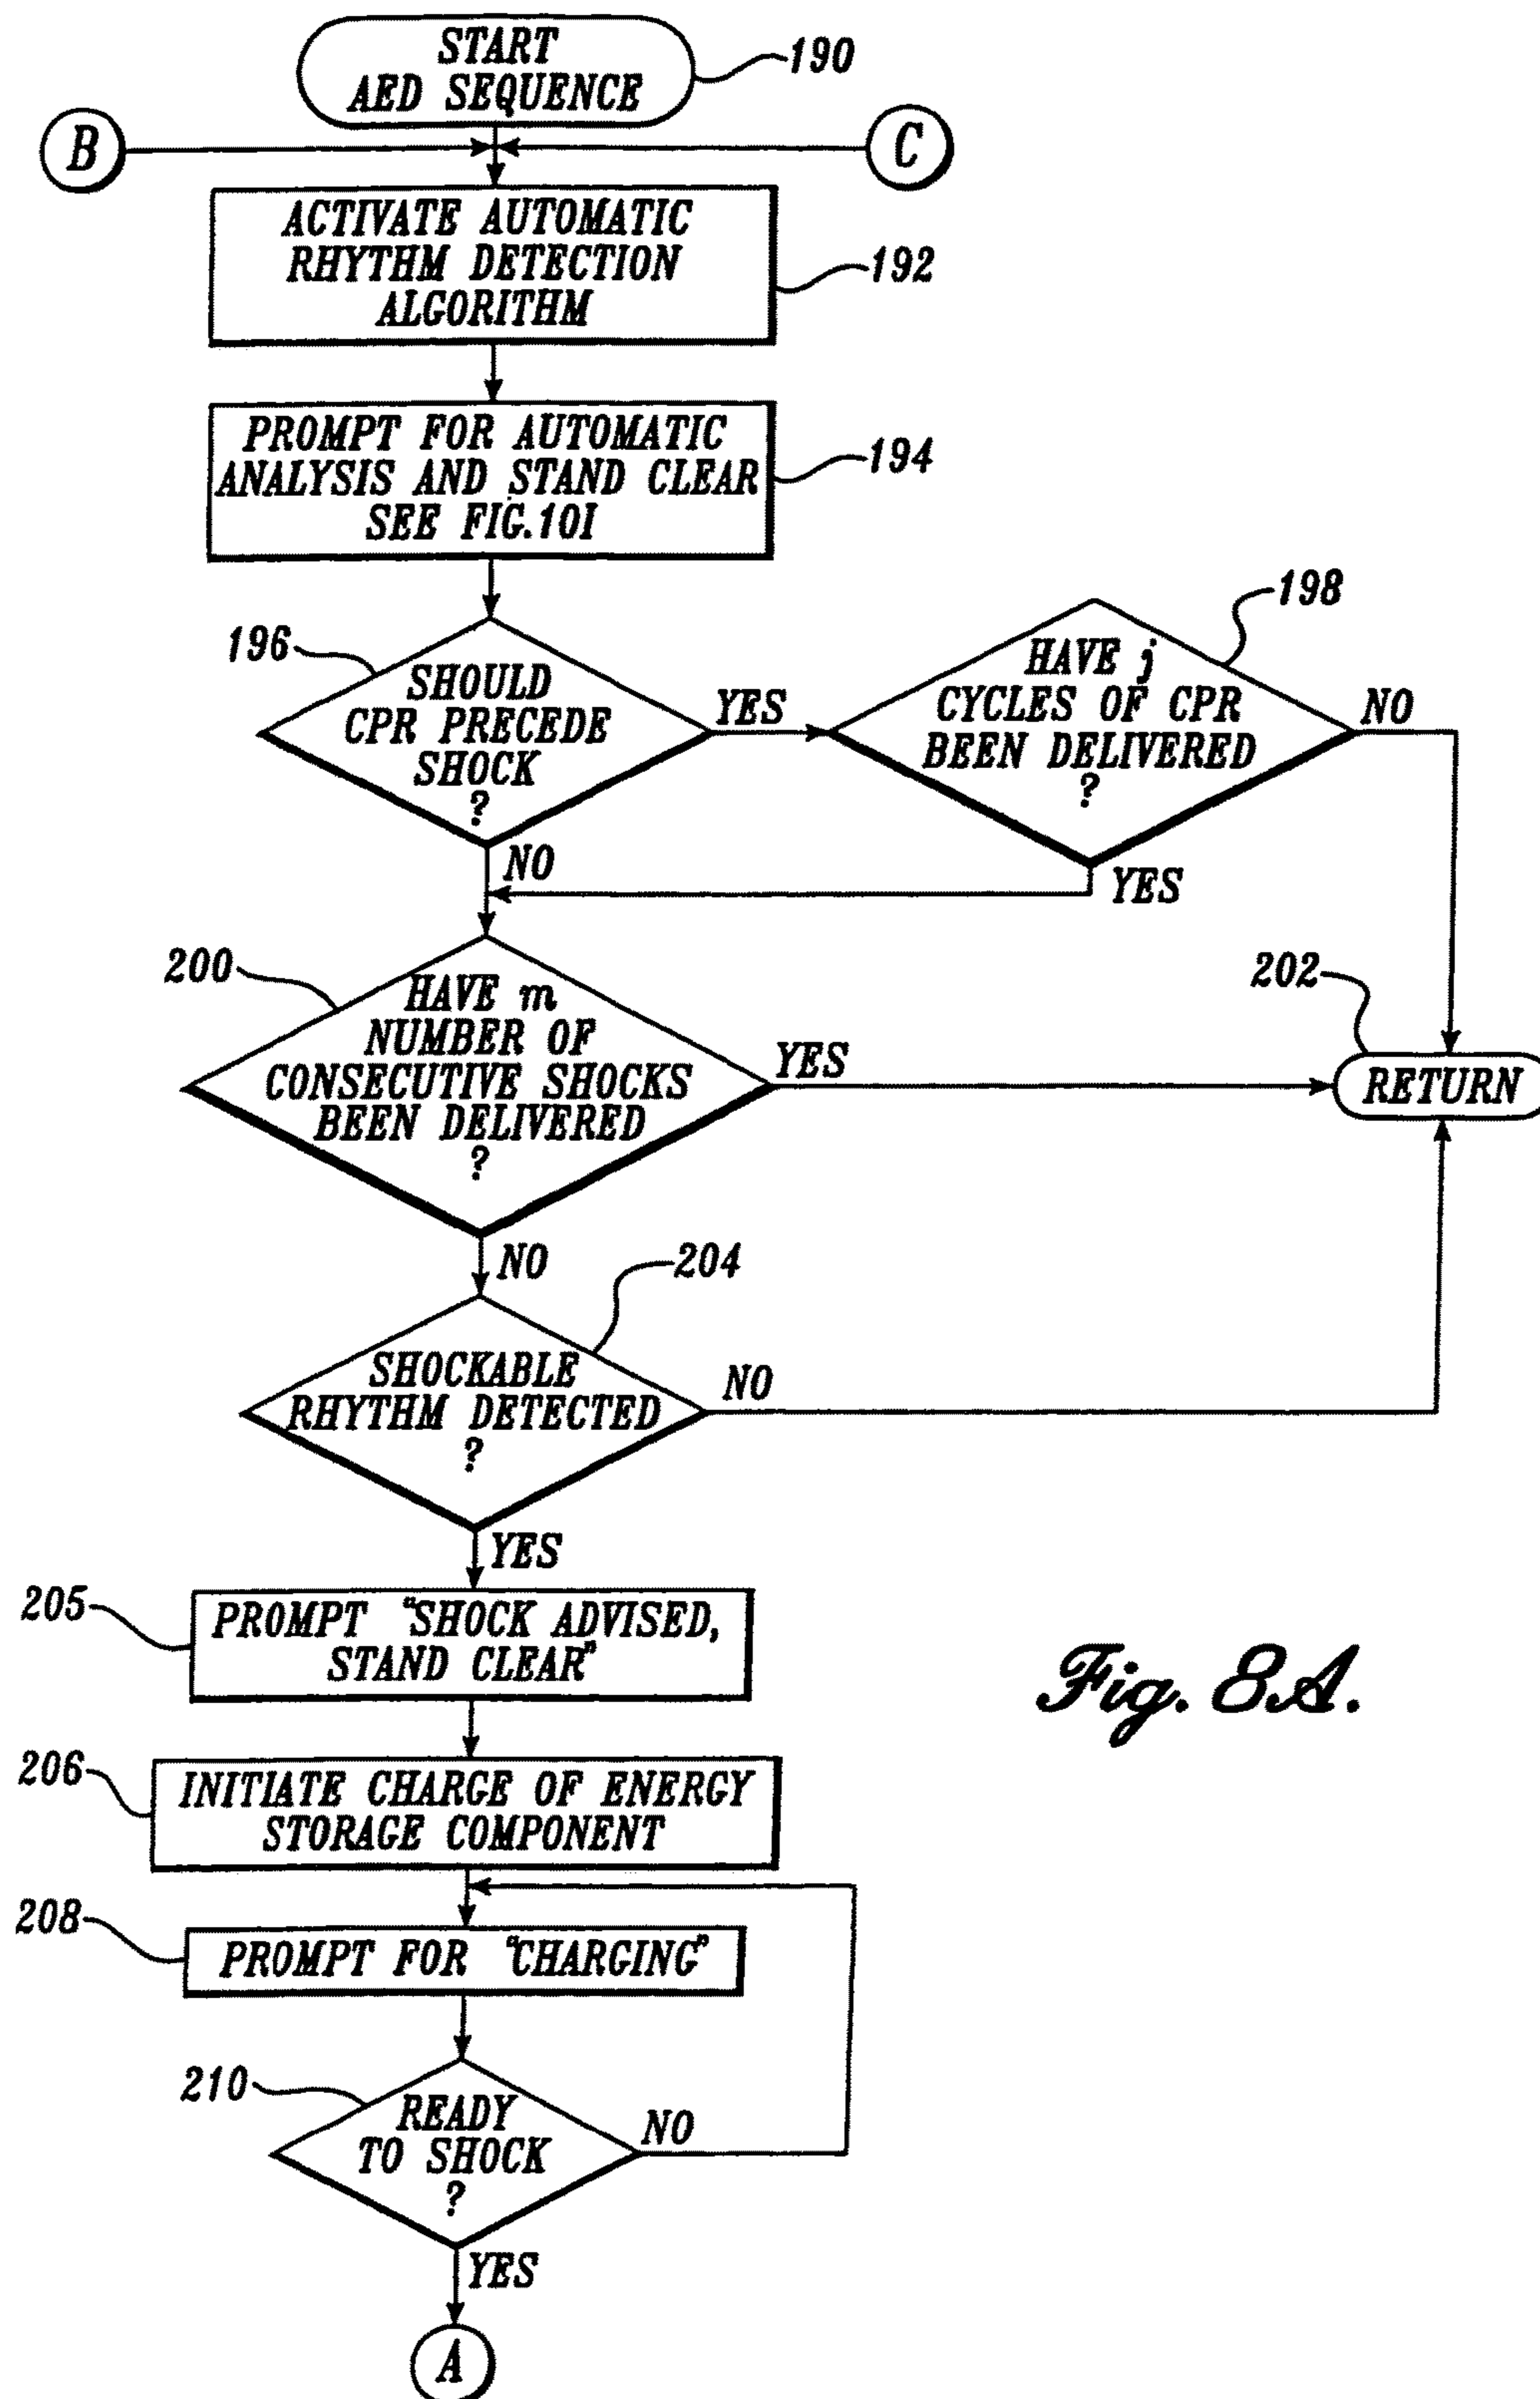 START
AED SEQUENCE
190
B
C
ACTIVATE AUTOMATIC
RHYTHM DETECTION
ALGORITHM
192
PROMPT FOR AUTOMATIC
ANALYSIS AND STAND CLEAR
SEE FIG.10I
194
196
SHOULD
CPR PRECEDE
SHOCK
?
YES
NO
198
HAVE j
CYCLES OF CPR
BEEN DELIVERED
?
NO
YES
200
HAVE m
NUMBER OF
CONSECUTIVE SHOCKS
BEEN DELIVERED
?
YES
202
RETURN
NO
204
SHOCKABLE
RHYTHM DETECTED
?
NO
YES
205
PROMPT "SHOCK ADVISED,
STAND CLEAR"
Fig. 8A.
206
INITIATE CHARGE OF ENERGY
STORAGE COMPONENT
208
PROMPT FOR "CHARGING"
210
READY
TO SHOCK
?
NO
YES
A